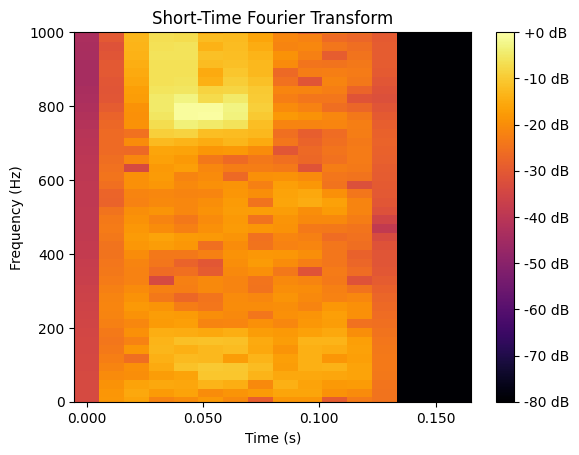 Short-Time Fourier Transform
Frequency (Hz)
1000
800
600
400
200
0
0.000 0.050 0.100 0.150
Time (s)
+0 dB
-10 dB
-20 dB
-30 dB
-40 dB
-50 dB
-60 dB
-70 dB
-80 dB